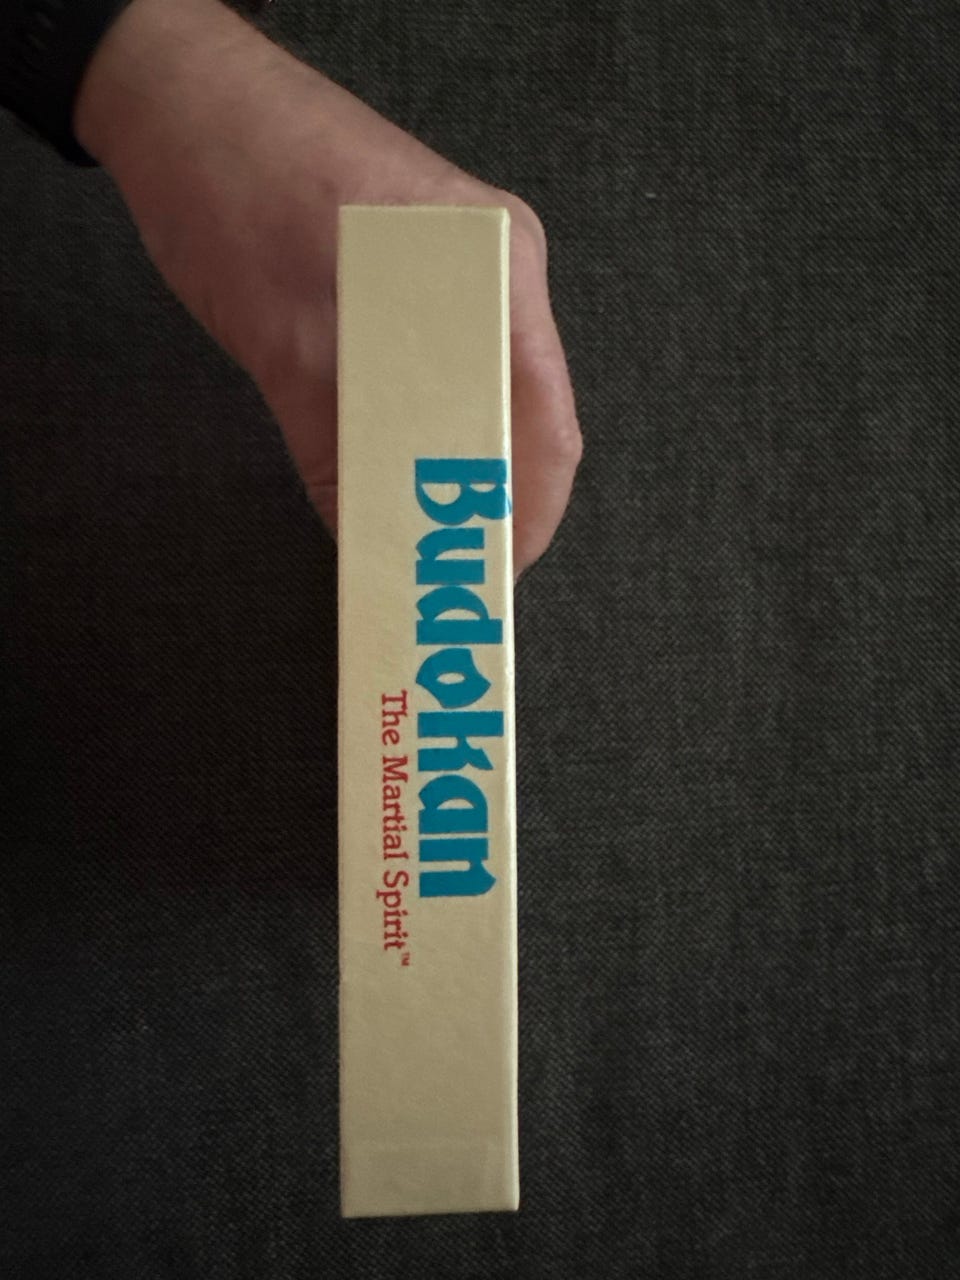 Budokan
The Martial Spirit™